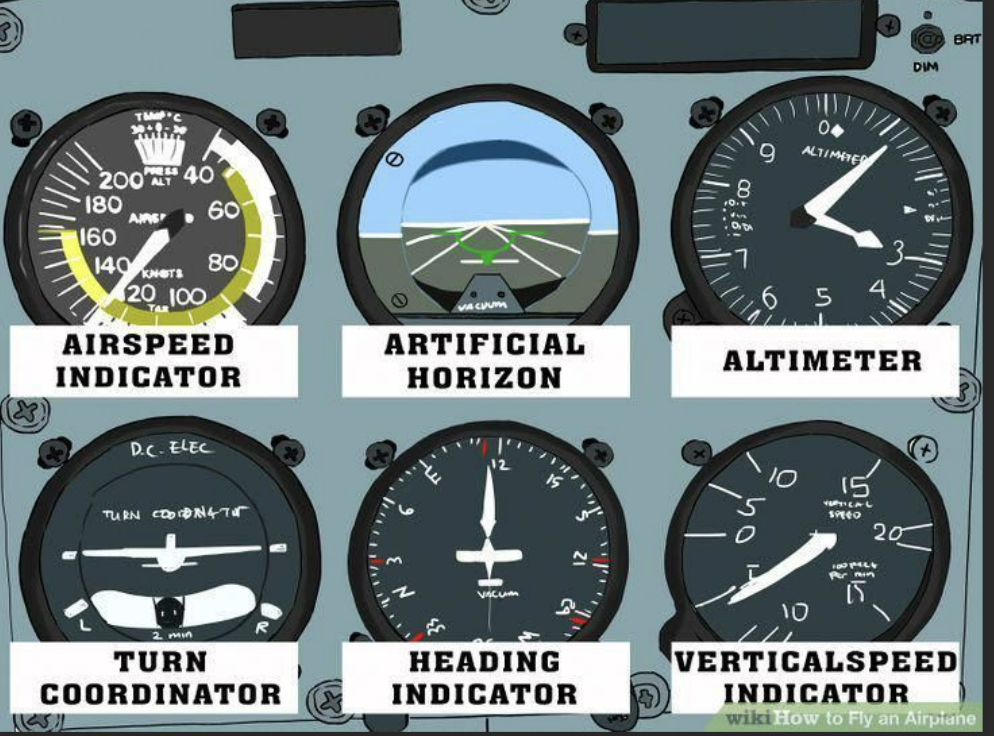 BRT
DIM
TEMP °C
30 + 0 - 30
PRESS
ALT
200
40
180
60
160
140
KNOTS
80
120
100
TAS
VACUUM
0
ALTIMETER
9
8
7
6
5
4
3
AIRSPEED
INDICATOR
ARTIFICIAL
HORIZON
ALTIMETER
D.C. ELEC
TURN COORDINATOR
L
R
2 min
E
12
15
6
3
N
33
12
VACUUM
10
15
5
VERTICAL
SPEED
0
20
100 FEET
PER MIN
10
15
TURN
COORDINATOR
HEADING
INDICATOR
VERTICALSPEED
INDICATOR
wikiHow to Fly an Airplane